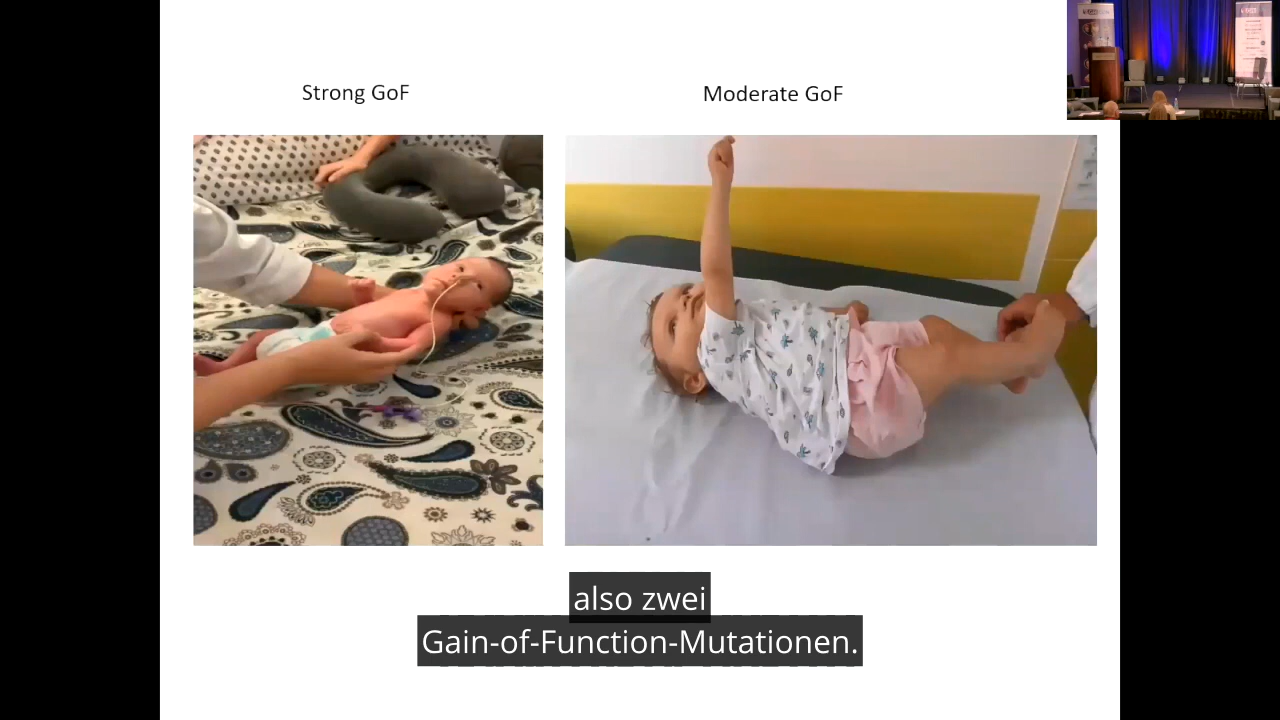 Strong GoF
Moderate GoF
also zwei
Gain-of-Function-Mutationen.